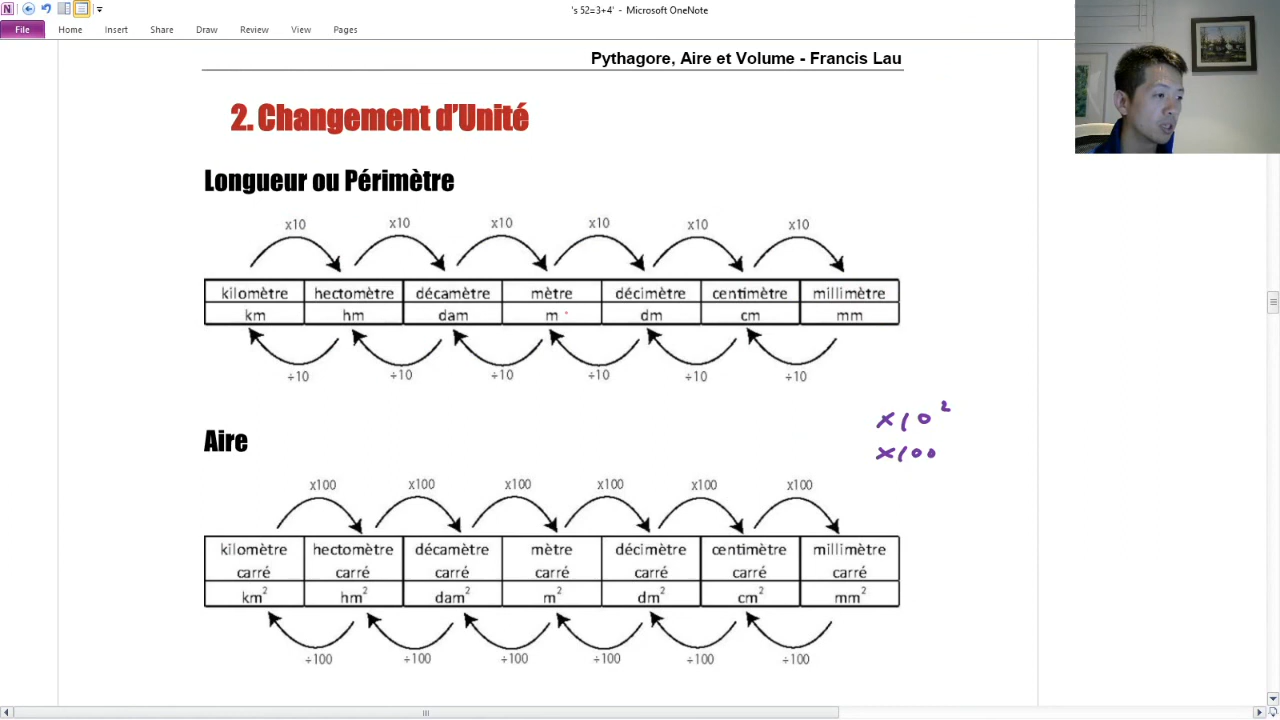 's 52=3+4' - Microsoft OneNote
File Home Insert Share Draw Review View Pages
Pythagore, Aire et Volume - Francis Lau
2. Changement d'Unité
Longueur ou Périmètre
x10 x10 x10 x10 x10 x10
kilomètre hectomètre décamètre mètre décimètre centimètre millimètre
km hm dam m dm cm mm
÷10 ÷10 ÷10 ÷10 ÷10 ÷10
x10²
x100
Aire
x100 x100 x100 x100 x100 x100
kilomètre hectomètre décamètre mètre décimètre centimètre millimètre
carré carré carré carré carré carré carré
km² hm² dam² m² dm² cm² mm²
÷100 ÷100 ÷100 ÷100 ÷100 ÷100